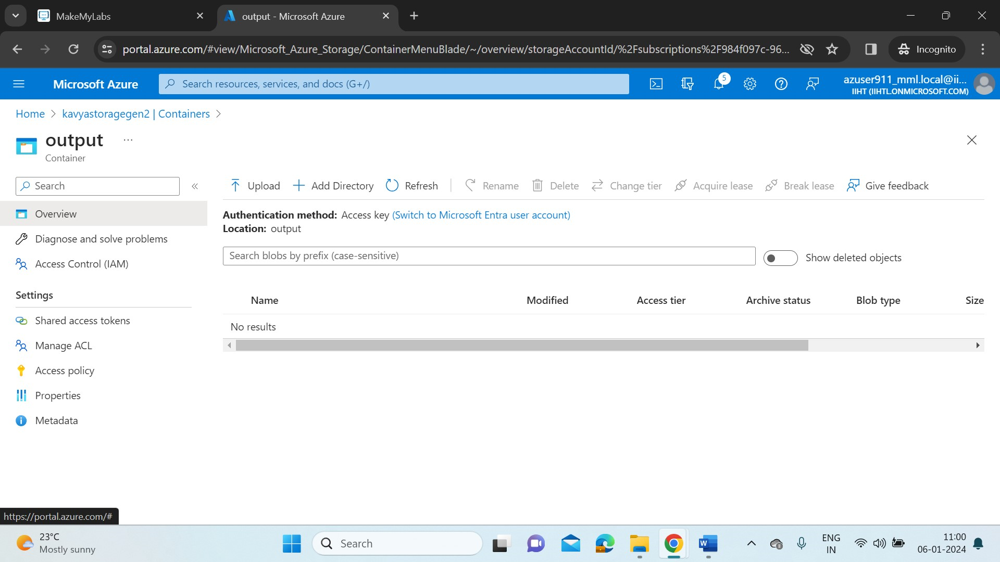 MakeMyLabs
output - Microsoft Azure
portal.azure.com/#view/Microsoft_Azure_Storage/ContainerMenuBlade/~/overview/storageAccountId/%2Fsubscriptions%2F984f097c-96...
Incognito
Microsoft Azure
Search resources, services, and docs (G+/)
5
azuser911_mml.local@ii...
IIHT (IIHTL.ONMICROSOFT.COM)
Home > kavyastoragegen2 | Containers >
output ...
Container
Search
«
Upload
Add Directory
Refresh
Rename
Delete
Change tier
Acquire lease
Break lease
Give feedback
Overview
Diagnose and solve problems
Access Control (IAM)
Settings
Shared access tokens
Manage ACL
Access policy
Properties
Metadata
Authentication method: Access key (Switch to Microsoft Entra user account)
Location: output
Search blobs by prefix (case-sensitive)
Show deleted objects
Name Modified Access tier Archive status Blob type Size
No results
https://portal.azure.com/#
23°C
Mostly sunny
Search
W
ENG
IN
11:00
06-01-2024